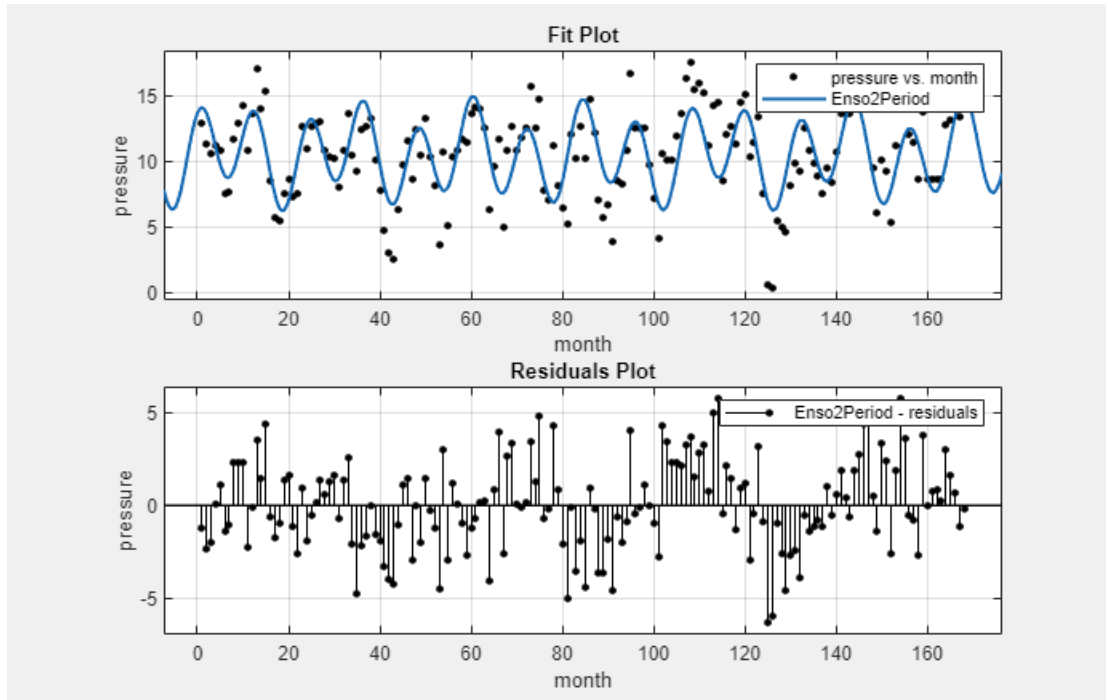 Fit Plot
pressure vs. month
Enso2Period
15
10
5
0
pressure
0 20 40 60 80 100 120 140 160
month
Residuals Plot
Enso2Period - residuals
5
0
-5
pressure
0 20 40 60 80 100 120 140 160
month